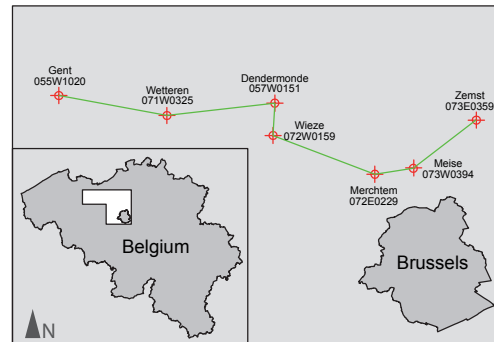 Gent
055W1020
Wetteren
071W0325
Dendermonde
057W0151
Wieze
072W0159
Merchtem
072E0229
Meise
073W0394
Zemst
073E0359
Belgium
Brussels
N